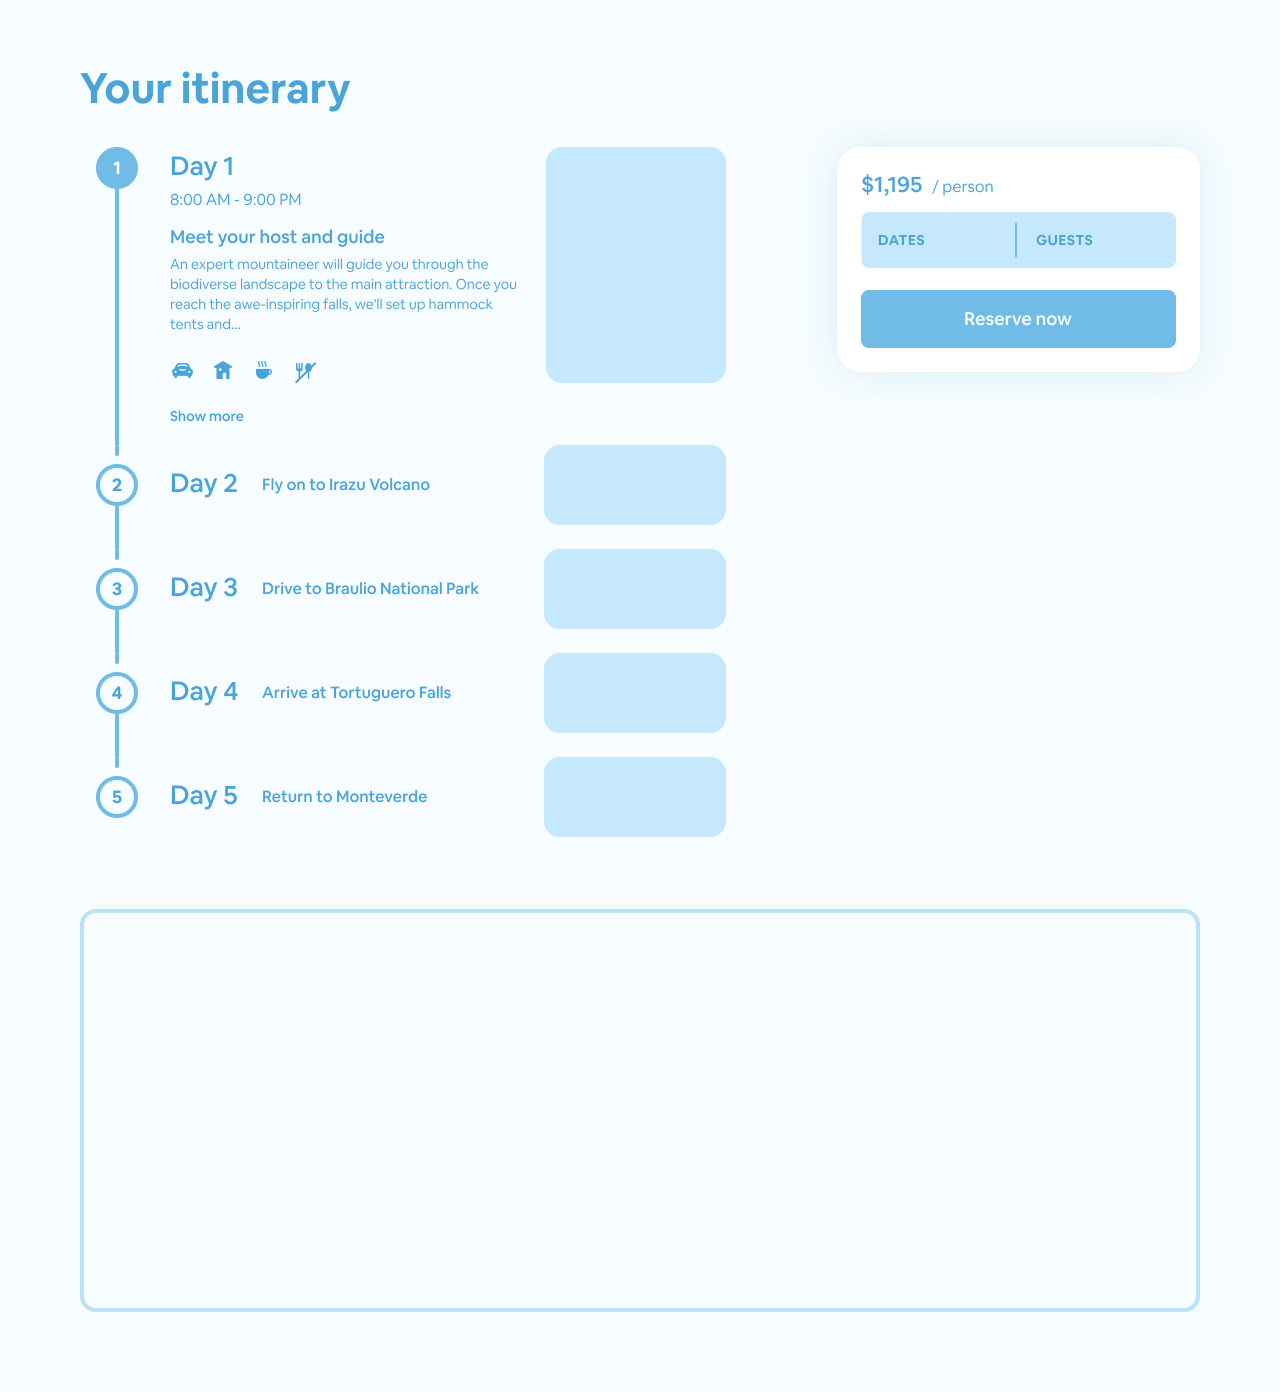 Your itinerary
1
Day 1
8:00 AM - 9:00 PM
Meet your host and guide
An expert mountaineer will guide you through the
biodiverse landscape to the main attraction. Once you
reach the awe-inspiring falls, we'll set up hammock
tents and...
Show more
2 Day 2 Fly on to Irazu Volcano
3 Day 3 Drive to Braulio National Park
4 Day 4 Arrive at Tortuguero Falls
5 Day 5 Return to Monteverde
$1,195 / person
DATES GUESTS
Reserve now